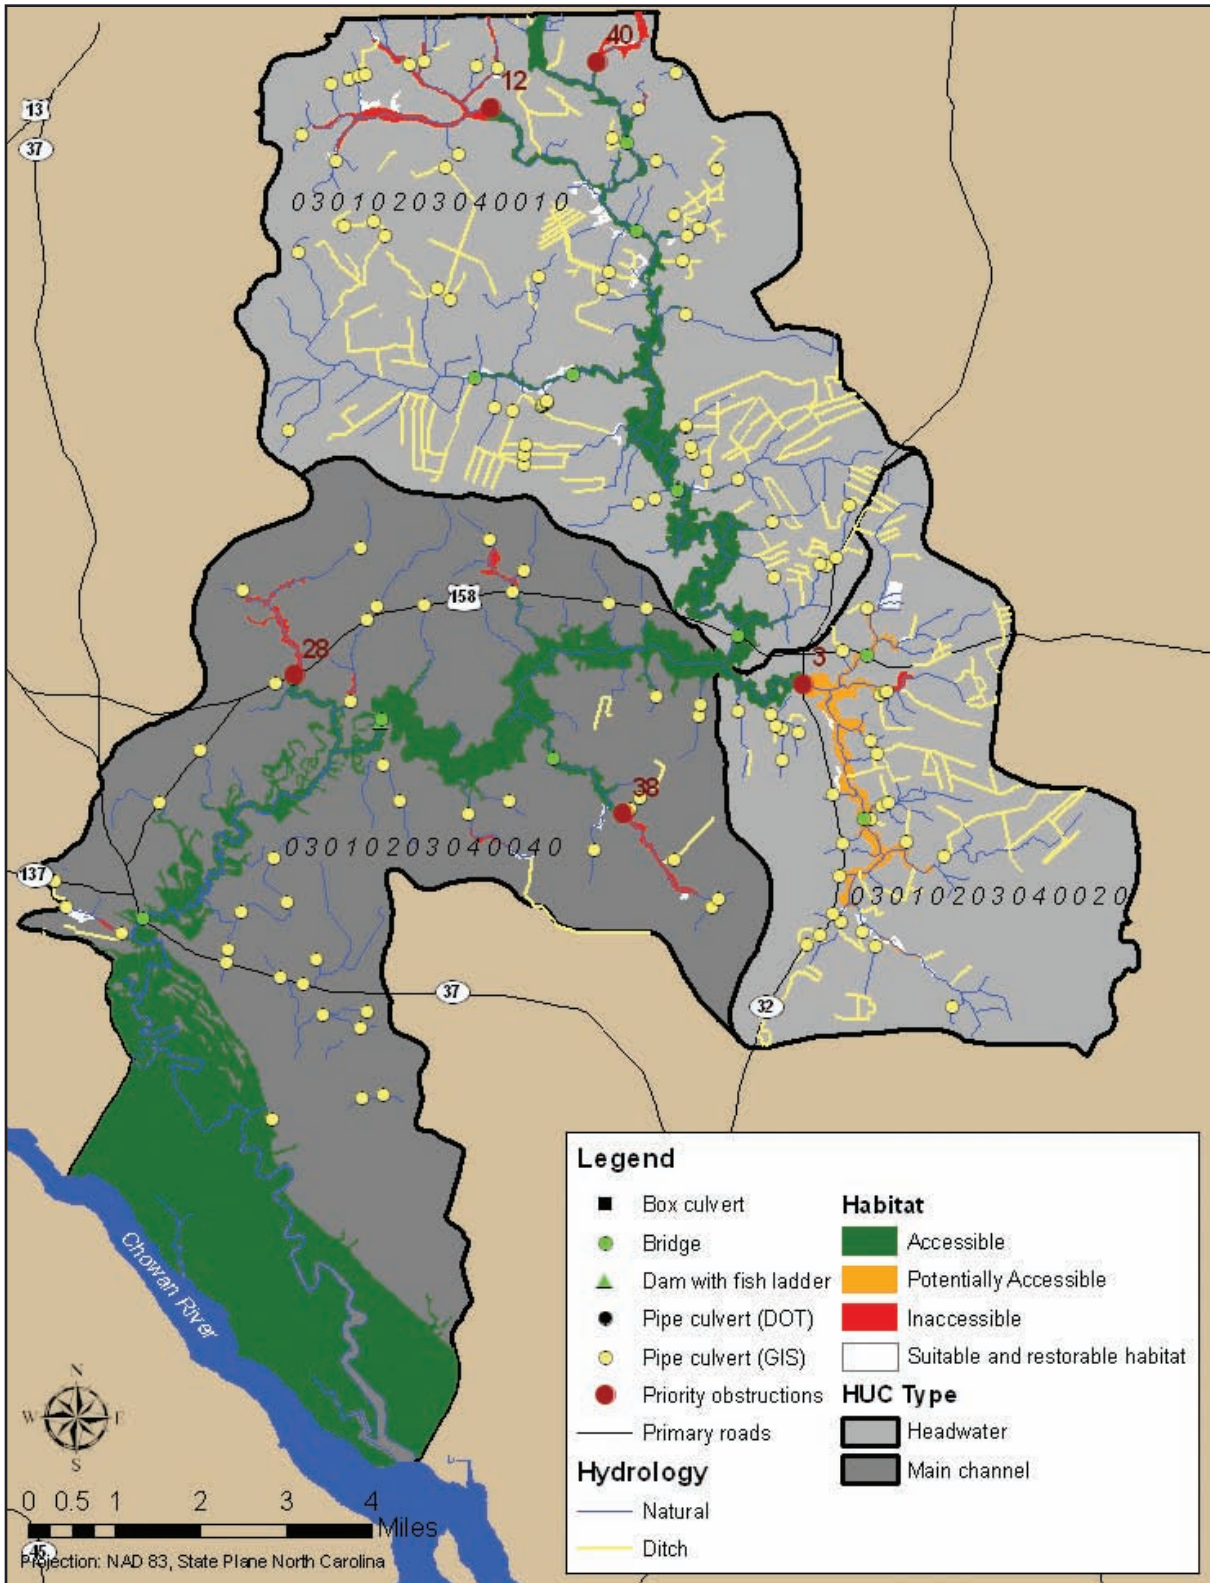 40
12
13
37
03010203040010
158
28
3
38
03010203040040
137
03010203040020
37
32
Chowan River
N
W E
S
0 0.5 1 2 3 4
Miles
45
Projection: NAD 83, State Plane North Carolina
Legend
Box culvert
Bridge
Dam with fish ladder
Pipe culvert (DOT)
Pipe culvert (GIS)
Priority obstructions
Primary roads
Hydrology
Natural
Ditch
Habitat
Accessible
Potentially Accessible
Inaccessible
Suitable and restorable habitat
HUC Type
Headwater
Main channel